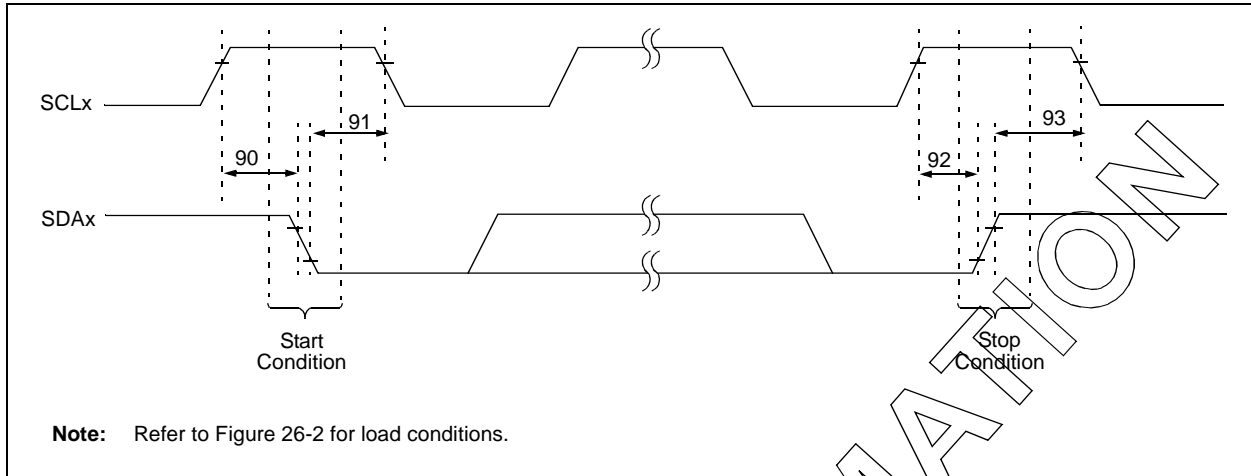 SCLx
91
93
90
92
SDAx
Start
Condition
Stop
Condition
Note: Refer to Figure 26-2 for load conditions.
MATION